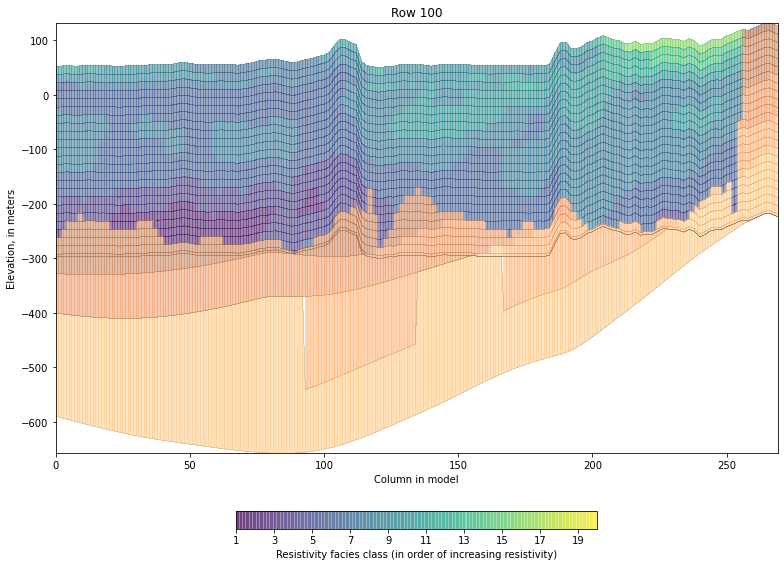 Row 100
100
0
−100
−200
−300
−400
−500
−600
Elevation, in meters
0 50 100 150 200 250
Column in model
1 3 5 7 9 11 13 15 17 19
Resistivity facies class (in order of increasing resistivity)